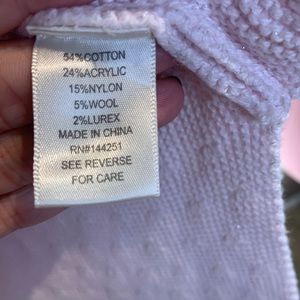 54%COTTON
24%ACRYLIC
15%NYLON
5%WOOL
2%LUREX
MADE IN CHINA
RN#144251
SEE REVERSE
FOR CARE